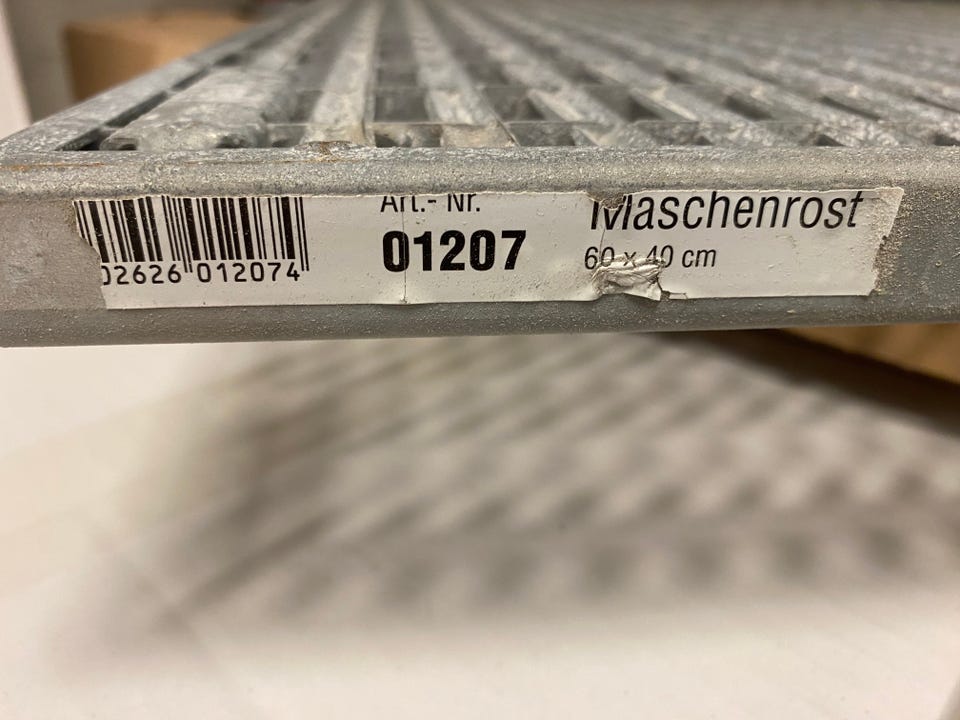 Art.- Nr.
01207
Maschenrost
60 x 40 cm
02626 012074